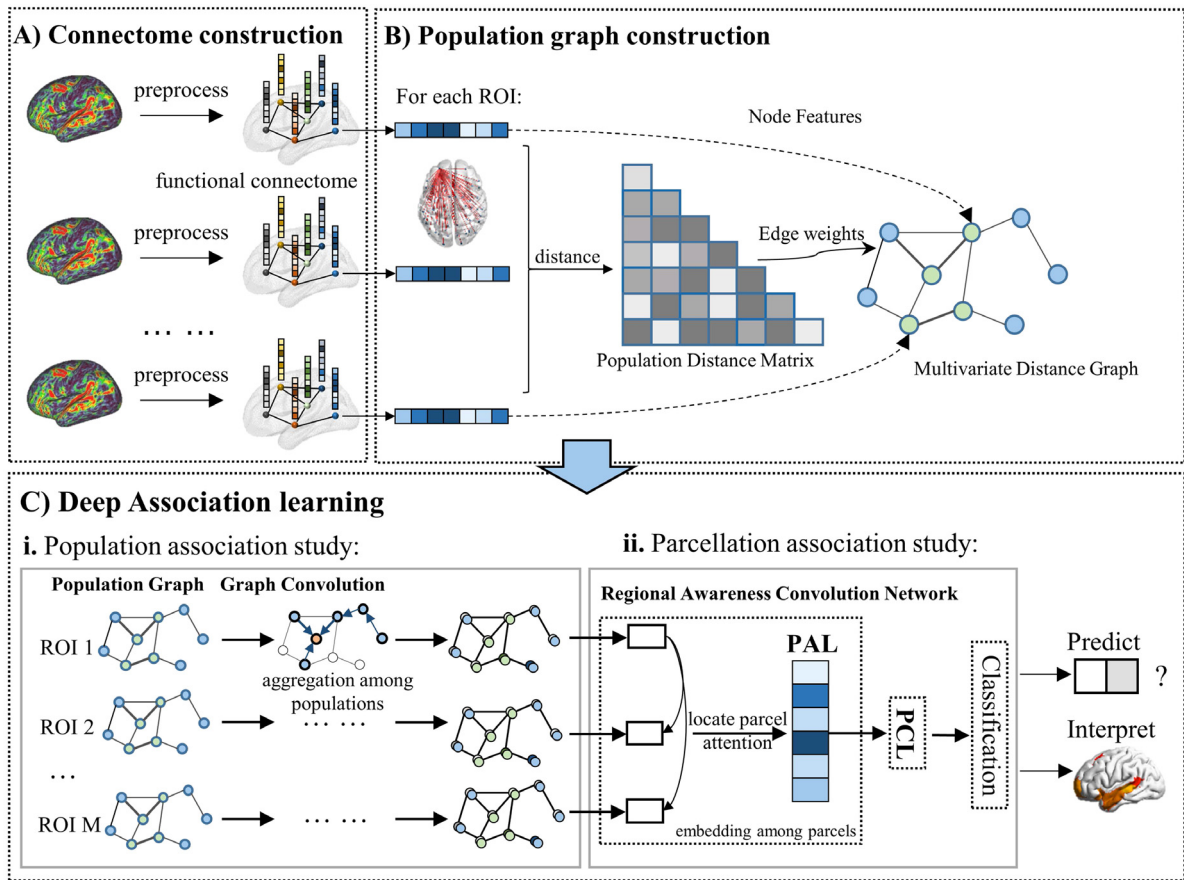 A) Connectome construction
preprocess
functional connectome
preprocess
... ...
preprocess
B) Population graph construction
For each ROI:
Node Features
distance
Edge weights
Population Distance Matrix
Multivariate Distance Graph
C) Deep Association learning
i. Population association study:
Population Graph
Graph Convolution
ROI 1
aggregation among
populations
ROI 2
... ...
...
ROI M
... ...
ii. Parcellation association study:
Regional Awareness Convolution Network
PAL
locate parcel
attention
embedding among parcels
PCL
Classification
Predict
?
Interpret